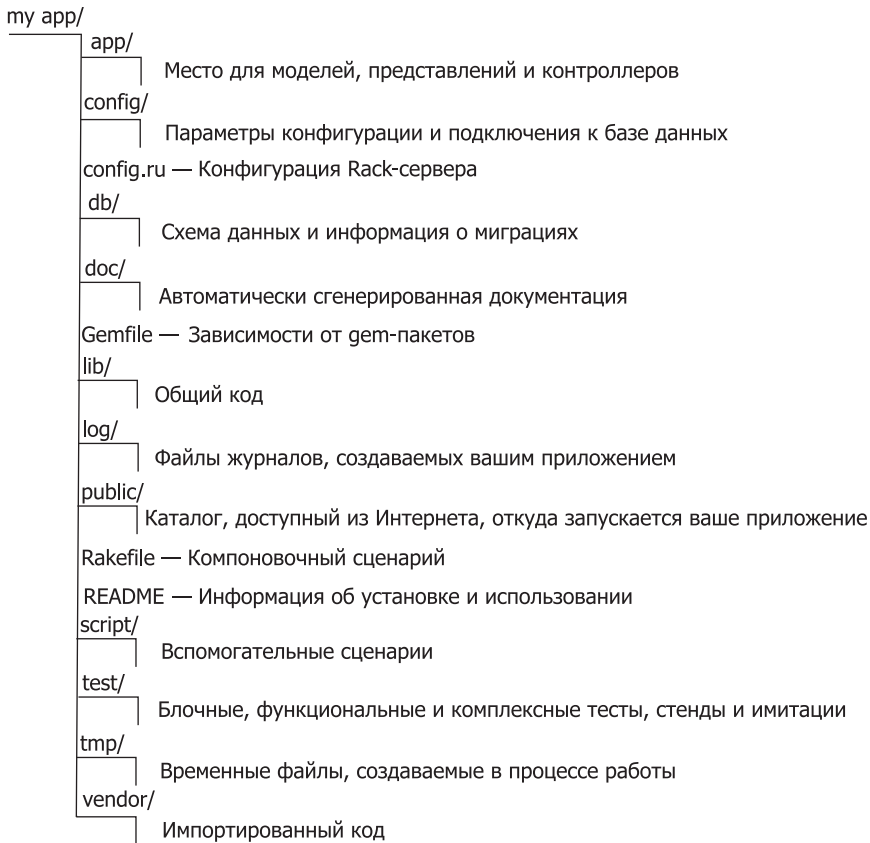 my app/
app/
Место для моделей, представлений и контроллеров
config/
Параметры конфигурации и подключения к базе данных
config.ru — Конфигурация Rack-сервера
db/
Схема данных и информация о миграциях
doc/
Автоматически сгенерированная документация
Gemfile — Зависимости от gem-пакетов
lib/
Общий код
log/
Файлы журналов, создаваемых вашим приложением
public/
Каталог, доступный из Интернета, откуда запускается ваше приложение
Rakefile — Компоновочный сценарий
README — Информация об установке и использовании
script/
Вспомогательные сценарии
test/
Блочные, функциональные и комплексные тесты, стенды и имитации
tmp/
Временные файлы, создаваемые в процессе работы
vendor/
Импортированный код